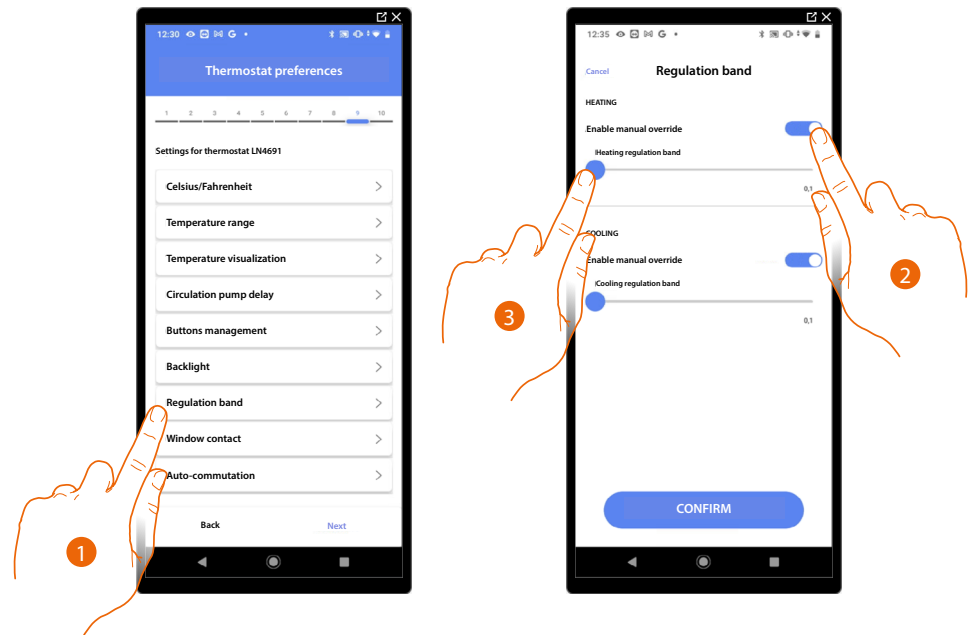 12:30 G
Thermostat preferences
1 2 3 4 5 6 7 8 9 10
Settings for thermostat LN4691
Celsius/Fahrenheit
Temperature range
Temperature visualization
Circulation pump delay
Buttons management
Backlight
Regulation band
Window contact
Auto-commutation
Back Next
1
12:35 G
Cancel Regulation band
HEATING
Enable manual override
Heating regulation band
0,1
COOLING
Enable manual override
Cooling regulation band
0,1
CONFIRM
2
3